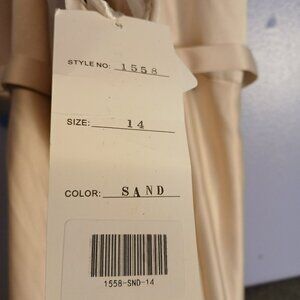 STYLE NO: 1558
SIZE: 14
COLOR: SAND
1558-SND-14